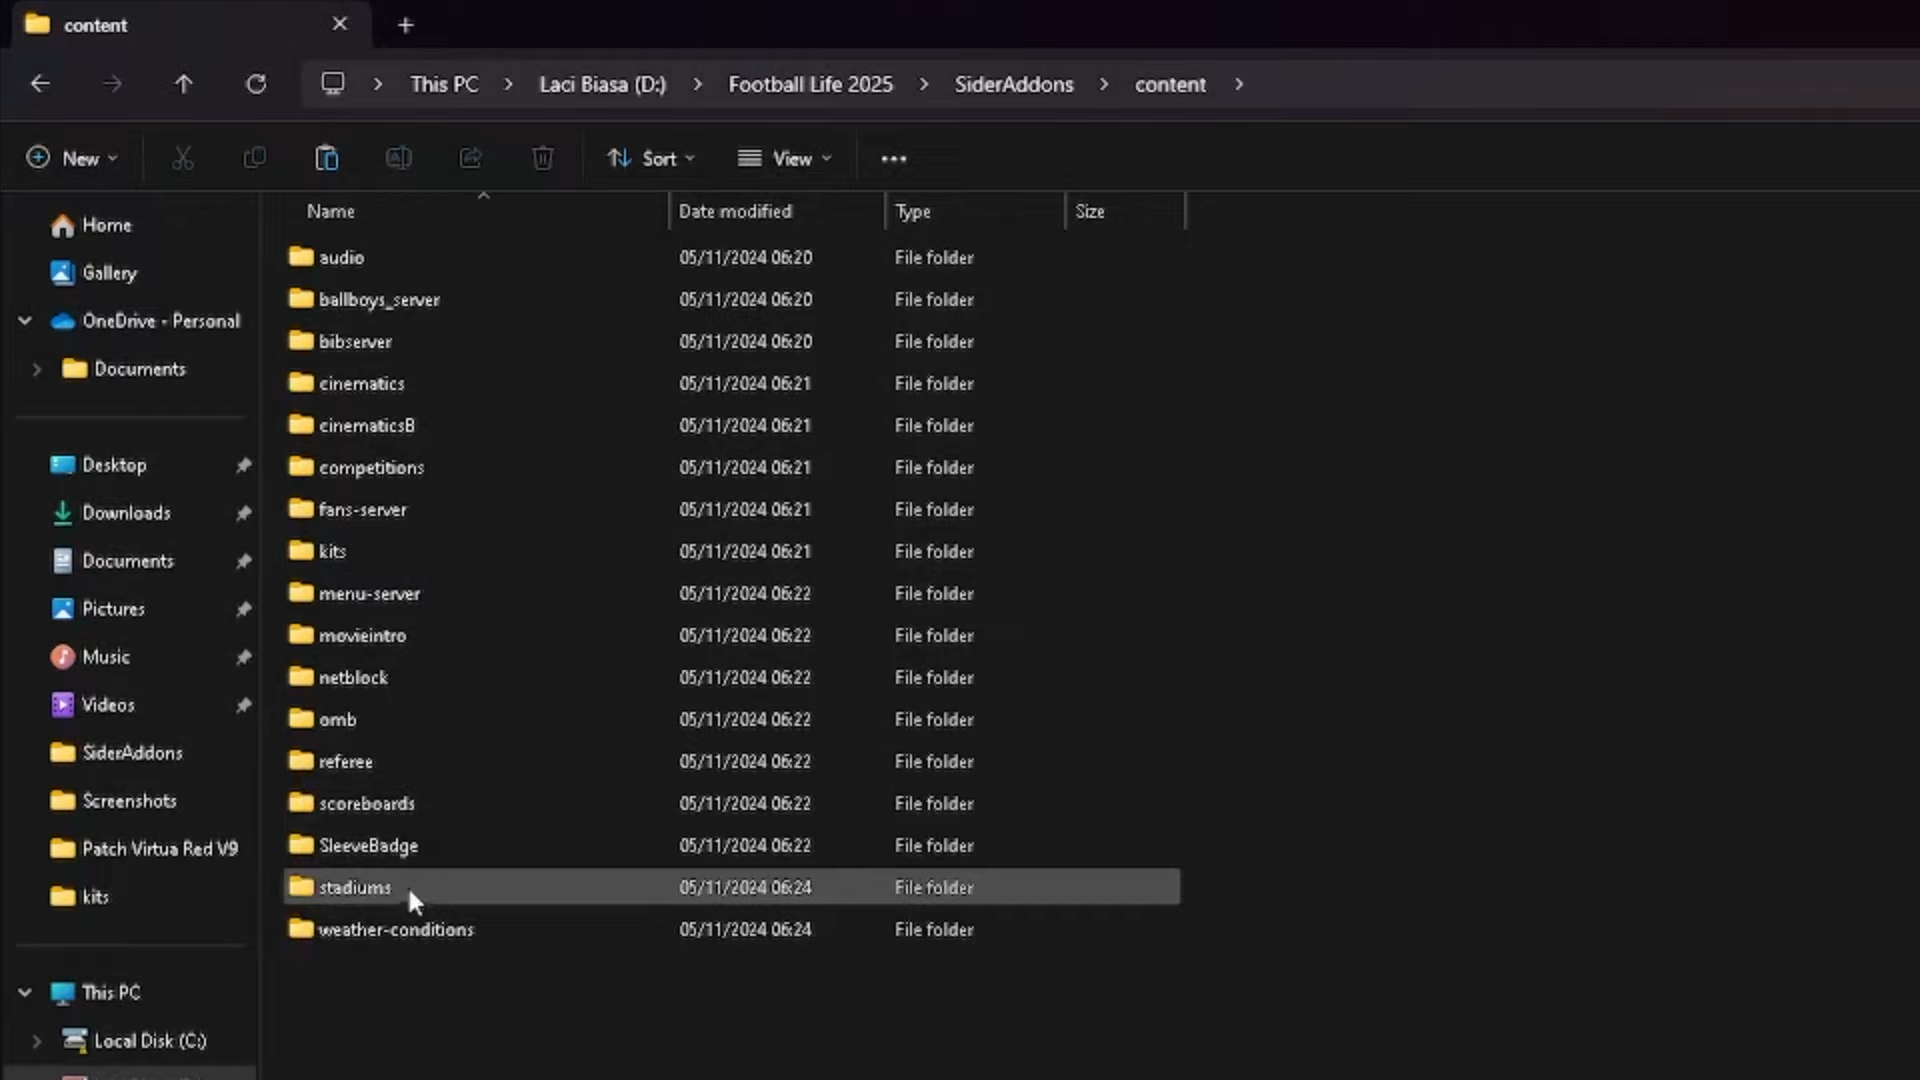 content
This PC > Laci Biasa (D:) > Football Life 2025 > SiderAddons > content >
New Sort View
Name Date modified Type Size
audio 05/11/2024 06:20 File folder
ballboys_server 05/11/2024 06:20 File folder
bibserver 05/11/2024 06:20 File folder
cinematics 05/11/2024 06:21 File folder
cinematicsB 05/11/2024 06:21 File folder
competitions 05/11/2024 06:21 File folder
fans-server 05/11/2024 06:21 File folder
kits 05/11/2024 06:21 File folder
menu-server 05/11/2024 06:22 File folder
movieintro 05/11/2024 06:22 File folder
netblock 05/11/2024 06:22 File folder
omb 05/11/2024 06:22 File folder
referee 05/11/2024 06:22 File folder
scoreboards 05/11/2024 06:22 File folder
SleeveBadge 05/11/2024 06:22 File folder
stadiums 05/11/2024 06:24 File folder
weather-conditions 05/11/2024 06:24 File folder
Home
Gallery
OneDrive - Personal
Documents
Desktop
Downloads
Documents
Pictures
Music
Videos
SiderAddons
Screenshots
Patch Virtua Red V9
kits
This PC
Local Disk (C:)